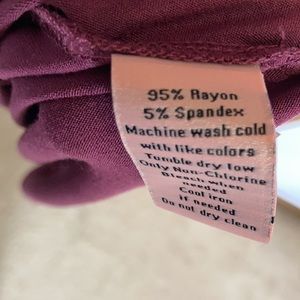 95% Rayon
5% Spandex
Machine wash cold
with like colors
Tumble dry low
Only Non-Chlorine
Bleach when
needed
Cool iron
if needed
Do not dry clean